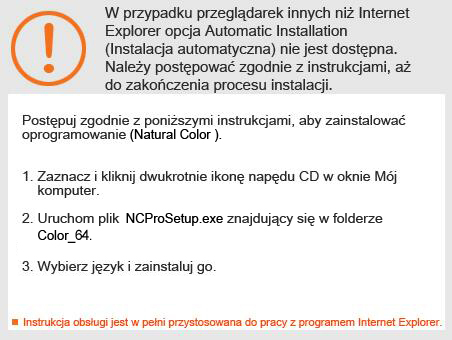 W przypadku przeglądarek innych niż Internet
Explorer opcja Automatic Installation
(Instalacja automatyczna) nie jest dostępna.
Należy postępować zgodnie z instrukcjami, aż
do zakończenia procesu instalacji.
Postępuj zgodnie z poniższymi instrukcjami, aby zainstalować
oprogramowanie (Natural Color ).
1. Zaznacz i kliknij dwukrotnie ikonę napędu CD w oknie Mój
komputer.
2. Uruchom plik NCProSetup.exe znajdujący się w folderze
Color_64.
3. Wybierz język i zainstaluj go.
Instrukcja obsługi jest w pełni przystosowana do pracy z programem Internet Explorer.